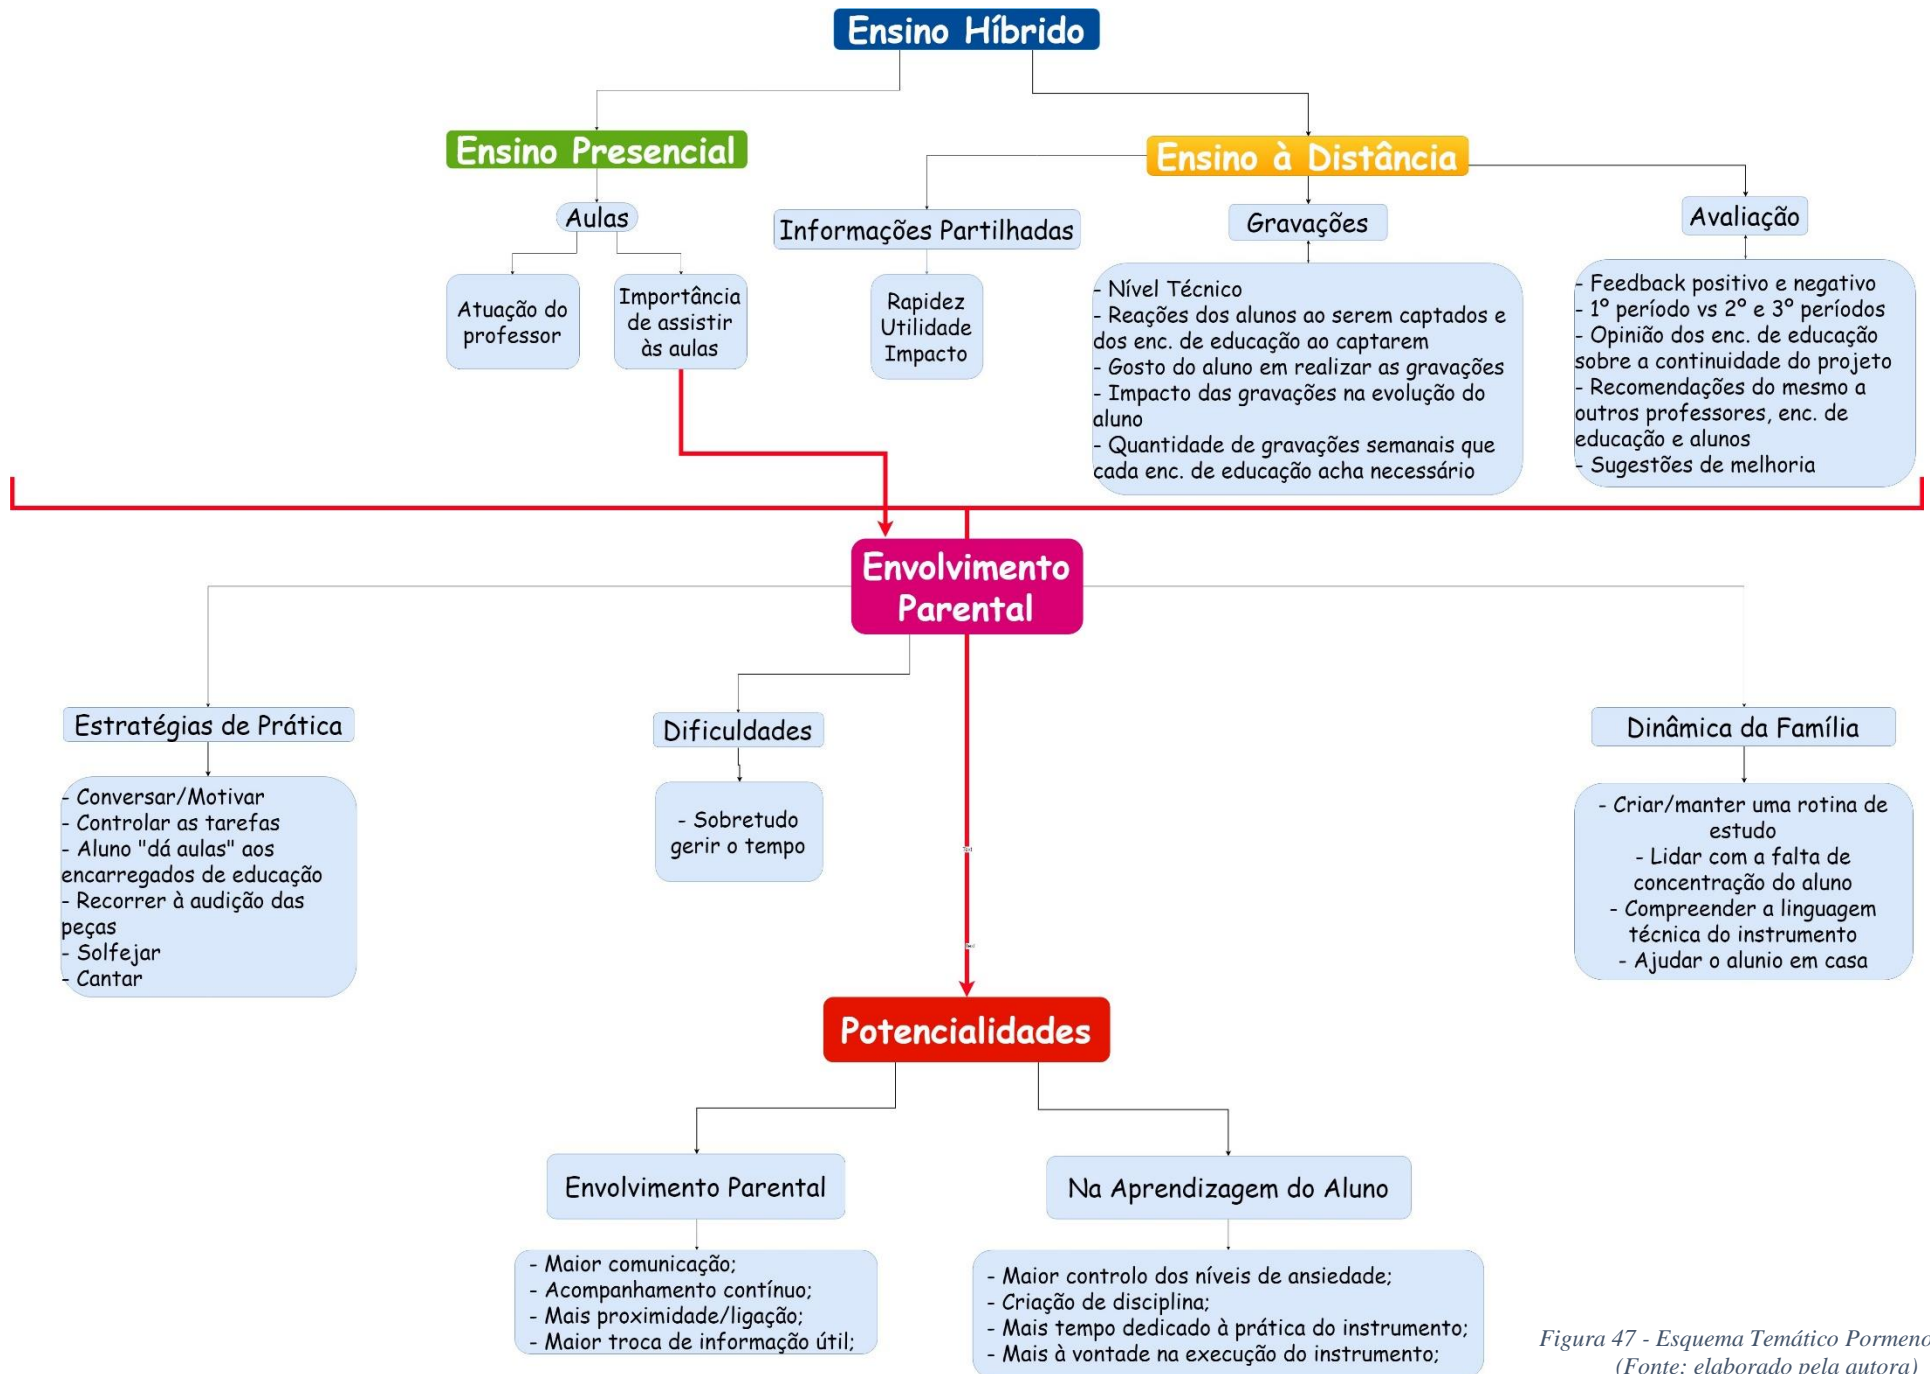 Ensino Híbrido
Ensino Presencial
Ensino à Distância
Aulas
Informações Partilhadas
Gravações
Avaliação
Atuação do
professor
Importância
de assistir
às aulas
Rapidez
Utilidade
Impacto
- Nível Técnico
- Reações dos alunos ao serem captados e
dos enc. de educação ao captarem
- Gosto do aluno em realizar as gravações
- Impacto das gravações na evolução do
aluno
- Quantidade de gravações semanais que
cada enc. de educação acha necessário
- Feedback positivo e negativo
- 1º período vs 2º e 3º períodos
- Opinião dos enc. de educação
sobre a continuidade do projeto
- Recomendações do mesmo a
outros professores, enc. de
educação e alunos
- Sugestões de melhoria
Envolvimento
Parental
Estratégias de Prática
Dificuldades
Dinâmica da Família
- Conversar/Motivar
- Controlar as tarefas
- Aluno "dá aulas" aos
encarregados de educação
- Recorrer à audição das
peças
- Solfejar
- Cantar
- Sobretudo
gerir o tempo
- Criar/manter uma rotina de
estudo
- Lidar com a falta de
concentração do aluno
- Compreender a linguagem
técnica do instrumento
- Ajudar o alunio em casa
Text
Text
Potencialidades
Envolvimento Parental
Na Aprendizagem do Aluno
- Maior comunicação;
- Acompanhamento contínuo;
- Mais proximidade/ligação;
- Maior troca de informação útil;
- Maior controlo dos níveis de ansiedade;
- Criação de disciplina;
- Mais tempo dedicado à prática do instrumento;
- Mais à vontade na execução do instrumento;
Figura 47 - Esquema Temático Pormeno
(Fonte: elaborado pela autora)